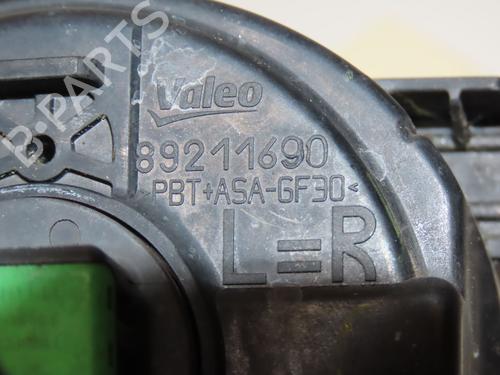 B-PARTS
Valeo
89211690
>PBT+ASA-GF30<
L=R